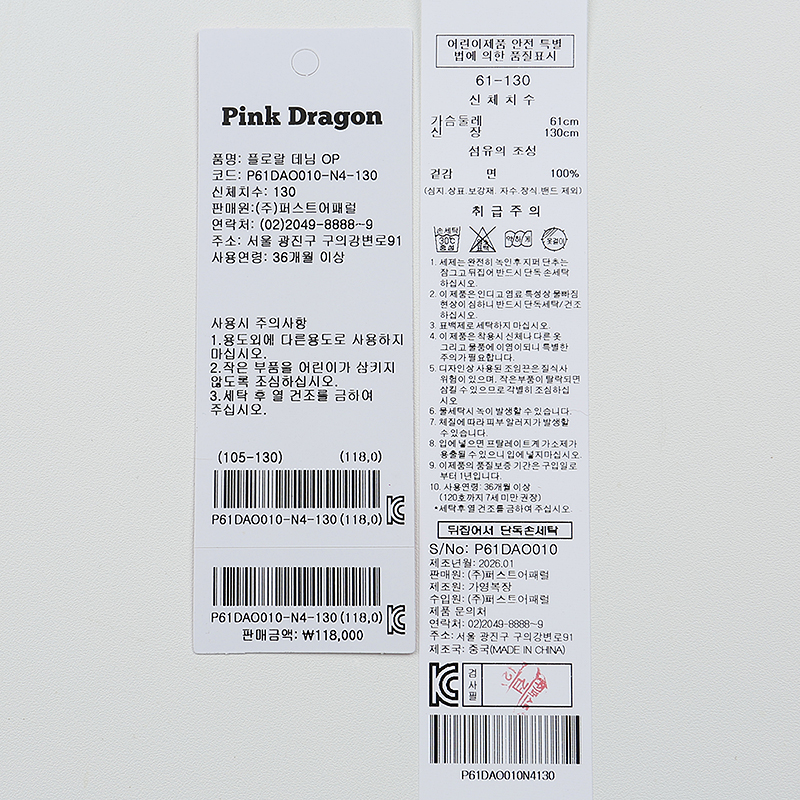 Pink Dragon
품명: 플로랄 데님 OP
코드: P61DAO010-N4-130
신체치수: 130
판매원:(주)퍼스트어패럴
연락처: (02)2049-8888~9
주소: 서울 광진구 구의강변로91
사용연령: 36개월 이상
사용시 주의사항
1.용도외에 다른용도로 사용하지
마십시오.
2.작은 부품을 어린이가 삼키지
않도록 조심하십시오.
3.세탁 후 열 건조를 금하여
주십시오.
(105-130) (118,0)
P61DAO010-N4-130 (118,0)
P61DAO010-N4-130 (118,0)
판매금액: ₩118,000
어린이제품 안전 특별
법에 의한 품질표시
61-130
신체치수
가슴둘레 61cm
신 장 130cm
섬유의 조성
겉감 면 100%
(심지.상표.보강재. 자수.장식.밴드 제외)
취급주의
손세탁
30℃
중성
약하게
옷걸이
1. 세제는 완전히 녹인 후 지퍼 단추는
잠그고 뒤집어 반드시 단독 손세탁
하십시오.
2. 이 제품은 인디고 염료 특성상 물빠짐
현상이 심하니 반드시 단독세탁/건조
하십시오.
3. 표백제로 세탁하지 마십시오.
4. 이 제품은 착용시 신체나 다른 옷
그리고 물품에 이염이 되니 특별한
주의가 필요합니다.
5. 디자인상 사용된 조임끈은 질식사
위험이 있으며, 작은부품이 탈락되면
삼킬 수 있으므로 각별히 조심하십
시오
6. 물세탁시 녹이 발생할 수 있습니다.
7. 체질에 따라 피부 알러지가 발생할
수 있습니다.
8. 입에 넣으면 프탈레이트계 가소제가
용출될 수 있으니 입에 넣지마십시오.
9. 이제품의 품질보증 기간은 구입일로
부터 1년입니다.
10. 사용연령: 36개월 이상
(120호까지 7세 미만 권장)
*세탁 후 열 건조를 금하여 주십시오.
뒤집어서 단독손세탁
S/No: P61DAO010
제조년월: 2026.01
판매원: (주)퍼스트어패럴
제조원: 가영복장
수입원: (주)퍼스트어패럴
제품 문의처
연락처: 02)2049-8888~9
주소: 서울 광진구 구의강변로91
제조국: 중국(MADE IN CHINA)
검사필
P61DAO010N4130